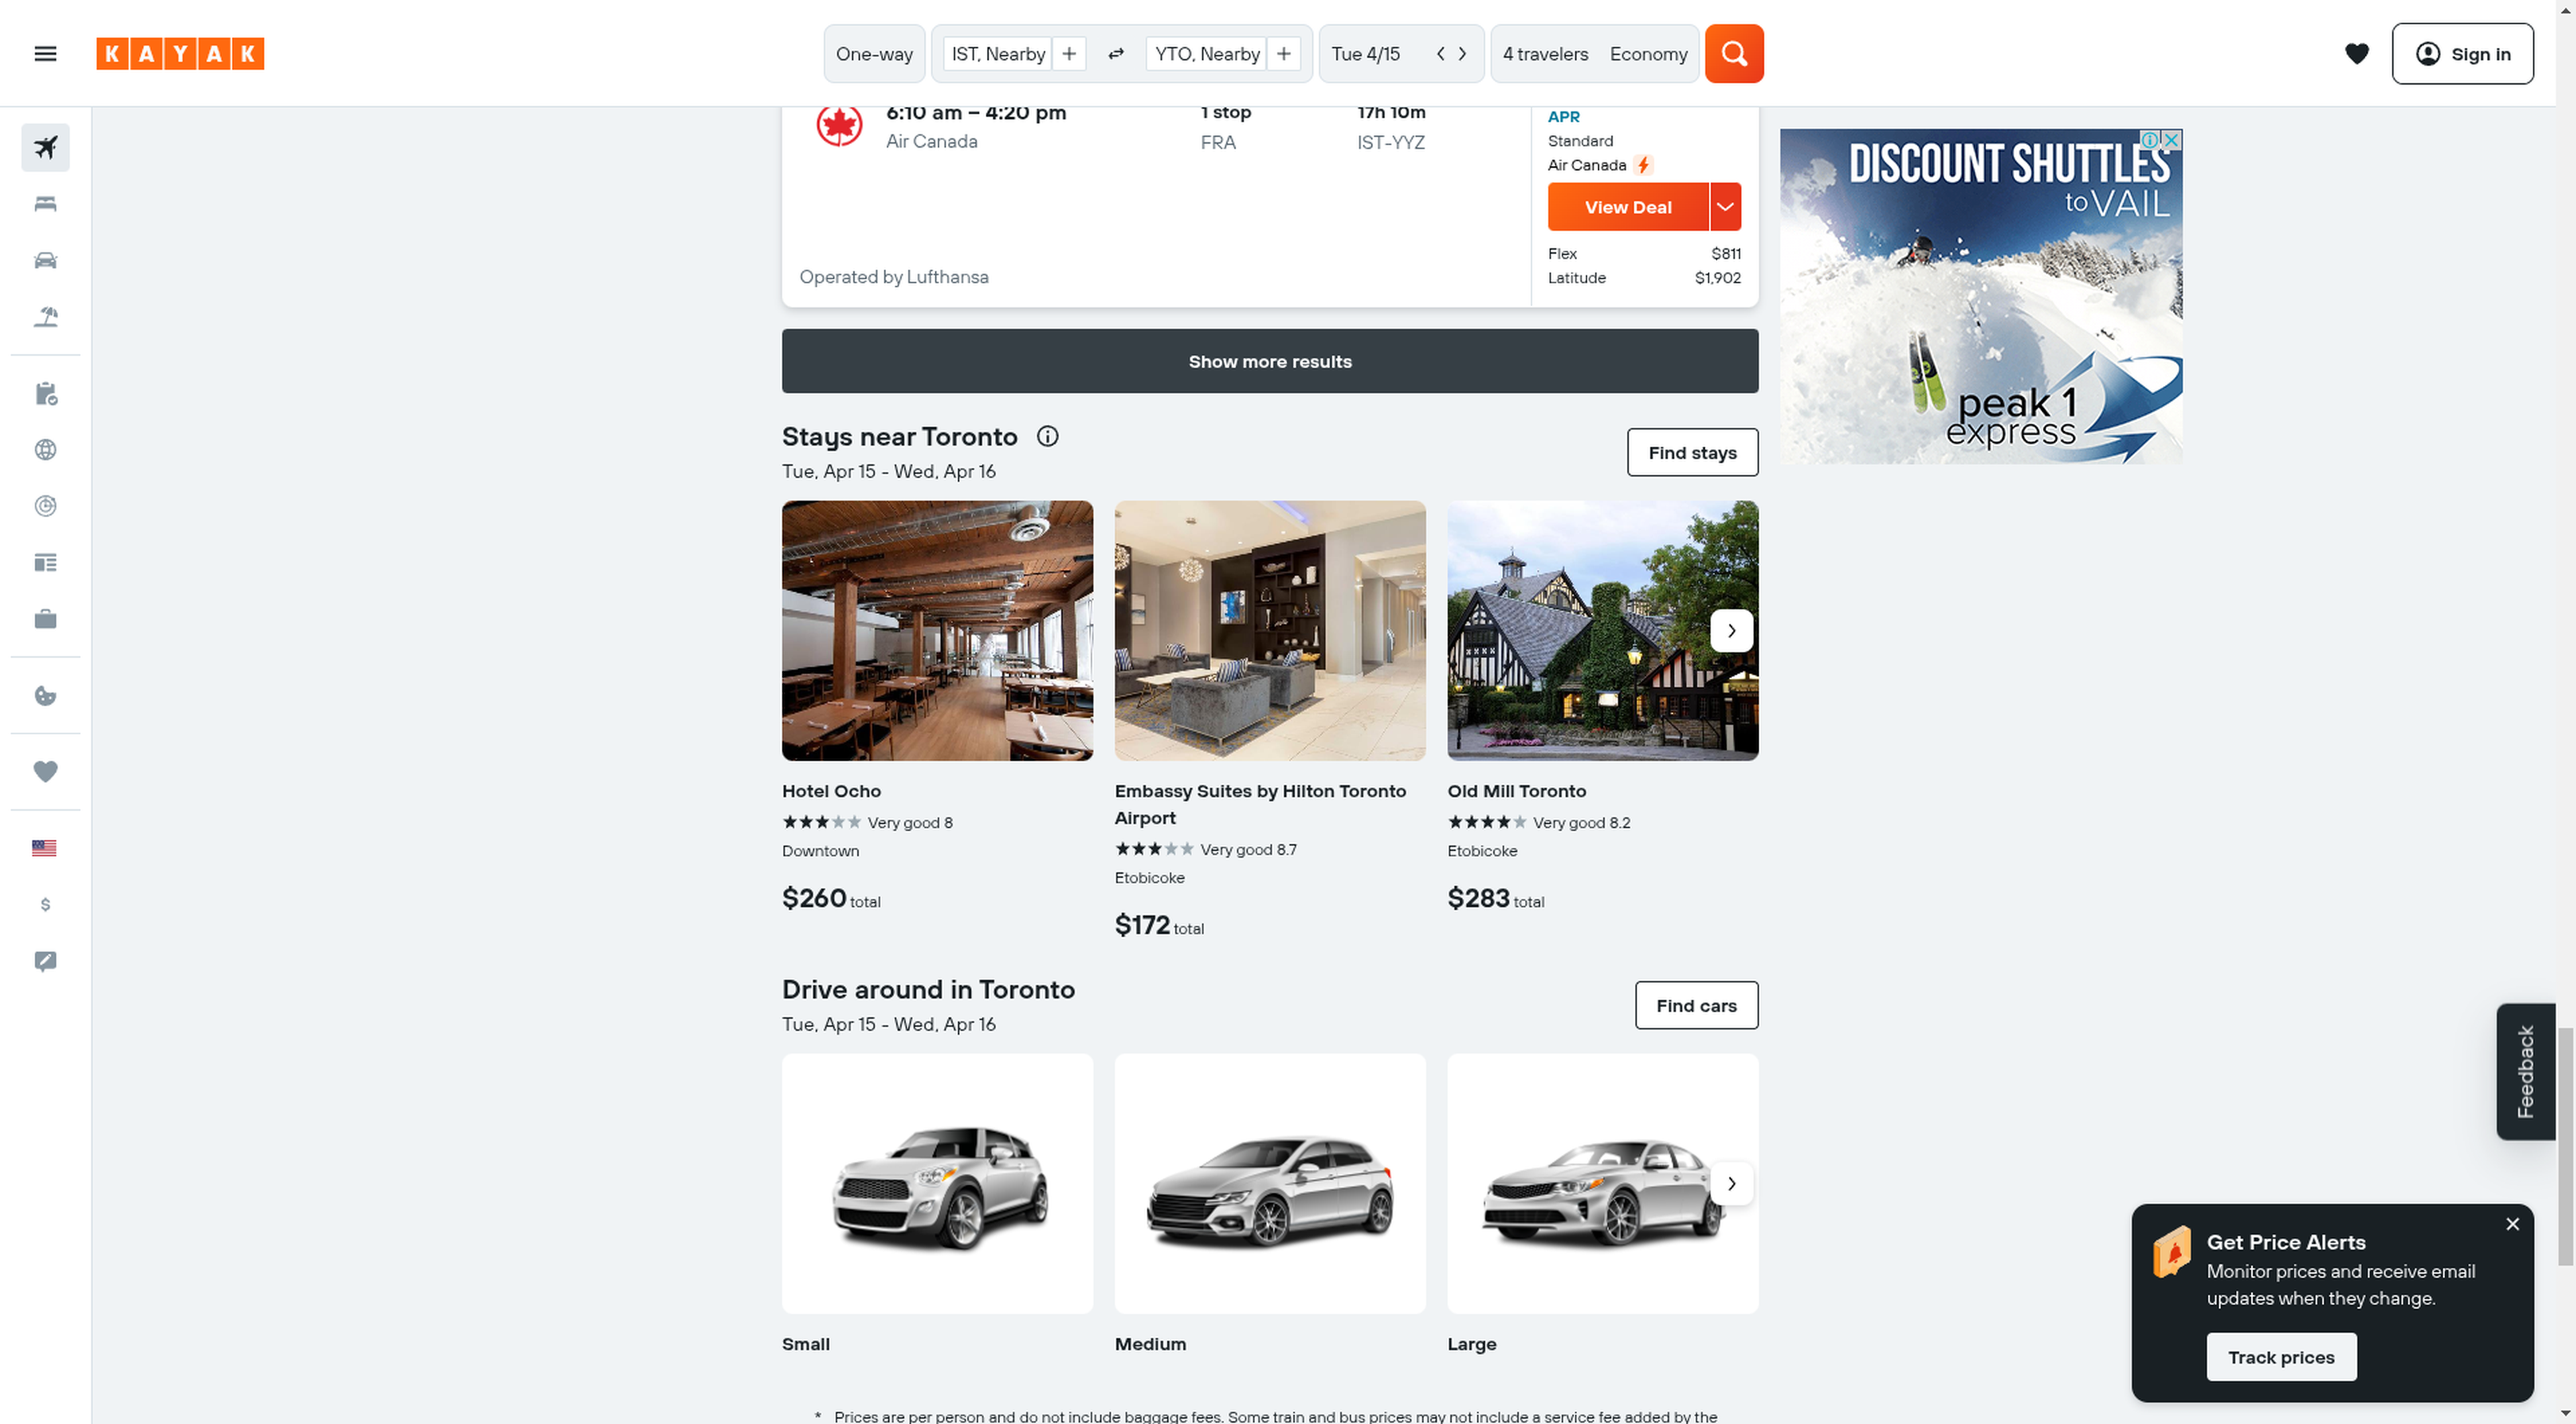 KAYAK
One-way
IST, Nearby
YTO, Nearby
Tue 4/15
4 travelers
Economy
Sign in
6:10 am – 4:20 pm
1 stop
17h 10m
APR
Air Canada
FRA
IST-YYZ
Standard
Air Canada
View Deal
Flex
$811
Operated by Lufthansa
Latitude
$1,902
DISCOUNT SHUTTLES
to VAIL
peak 1
express
Show more results
Stays near Toronto
Tue, Apr 15 - Wed, Apr 16
Find stays
Hotel Ocho
Very good 8
Downtown
$260 total
Embassy Suites by Hilton Toronto
Airport
Very good 8.7
Etobicoke
$172 total
Old Mill Toronto
Very good 8.2
Etobicoke
$283 total
Drive around in Toronto
Tue, Apr 15 - Wed, Apr 16
Find cars
Small
Medium
Large
* Prices are per person and do not include baggage fees. Some train and bus prices may not include a service fee added by the
Feedback
Get Price Alerts
Monitor prices and receive email
updates when they change.
Track prices